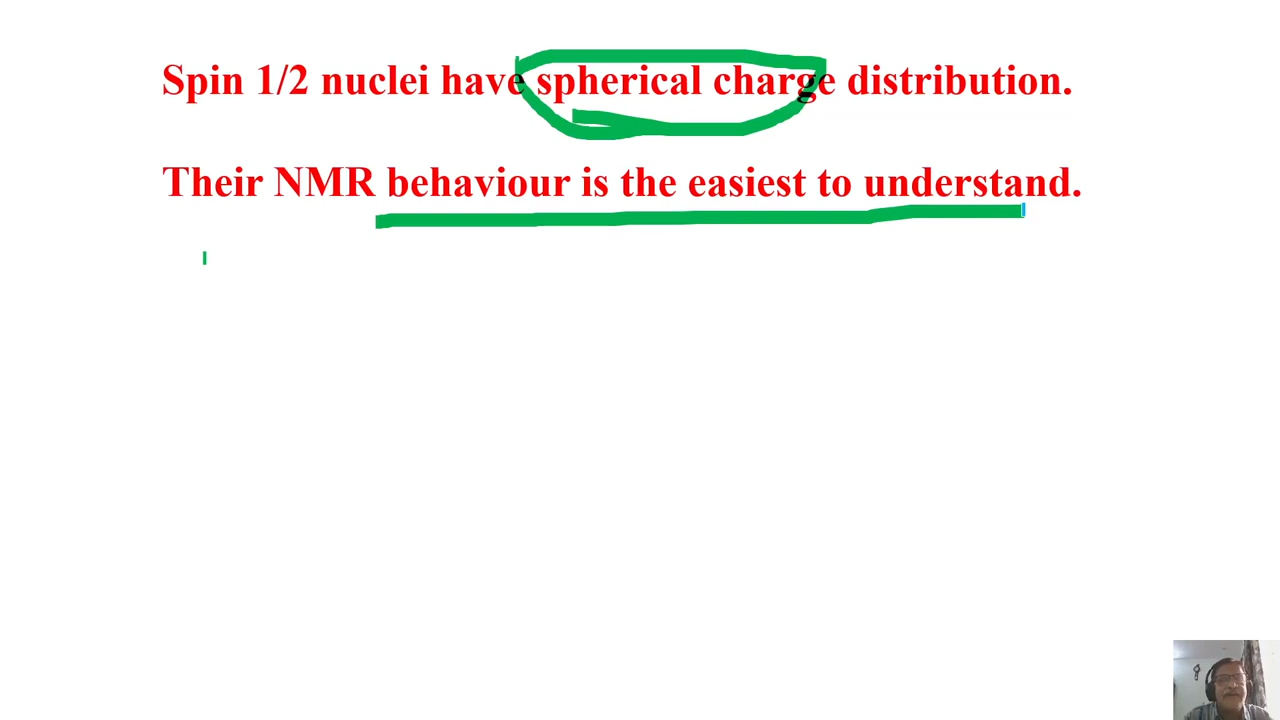 Spin 1/2 nuclei have spherical charge distribution.
Their NMR behaviour is the easiest to understand.